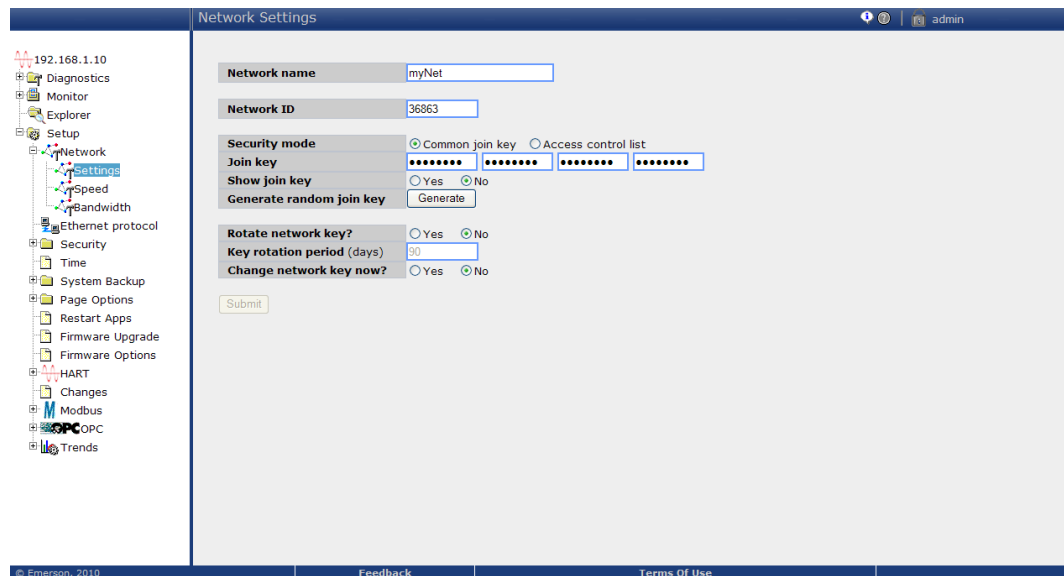 Network Settings
admin
192.168.1.10
Diagnostics
Monitor
Explorer
Setup
Network
Settings
Speed
Bandwidth
Ethernet protocol
Security
Time
System Backup
Page Options
Restart Apps
Firmware Upgrade
Firmware Options
HART
Changes
M Modbus
OPC OPC
Trends
Network name myNet
Network ID 36863
Security mode Common join key Access control list
Join key •••••••• •••••••• •••••••• ••••••••
Show join key Yes No
Generate random join key Generate
Rotate network key? Yes No
Key rotation period (days) 90
Change network key now? Yes No
Submit
© Emerson, 2010 Feedback Terms Of Use